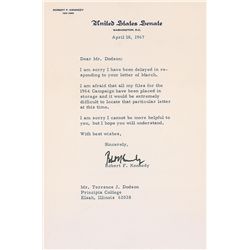 ROBERT F. KENNEDY
NEW YORK
United States Senate
WASHINGTON, D.C.
April 18, 1967
Dear Mr. Dodson:
I am sorry I have been delayed in re-
sponding to your letter of March.
I am afraid that all my files for the
1964 Campaign have been placed in
storage and it would be extremely
difficult to locate that particular letter at
this time.
I am sorry I cannot be more helpful to
you, but I hope you will understand.
With best wishes,
Sincerely,
Robert F. Kennedy
Mr. Terrence J. Dodson
Principia College
Elsah, Illinois 62028